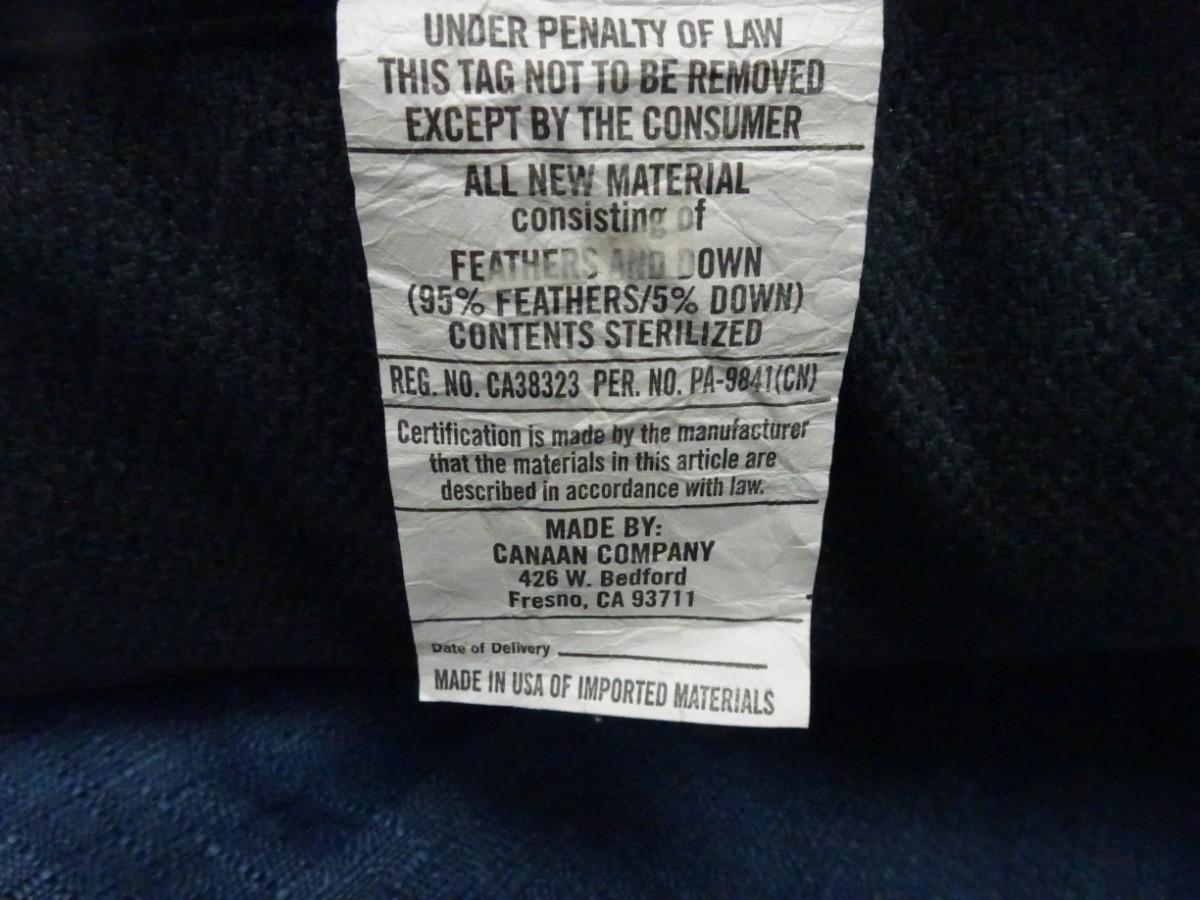 UNDER PENALTY OF LAW
THIS TAG NOT TO BE REMOVED
EXCEPT BY THE CONSUMER
ALL NEW MATERIAL
consisting of
FEATHERS AND DOWN
(95% FEATHERS/5% DOWN)
CONTENTS STERILIZED
REG. NO. CA38323 PER. NO. PA-9841(CN)
Certification is made by the manufacturer
that the materials in this article are
described in accordance with law.
MADE BY:
CANAAN COMPANY
426 W. Bedford
Fresno, CA 93711
Date of Delivery
MADE IN USA OF IMPORTED MATERIALS